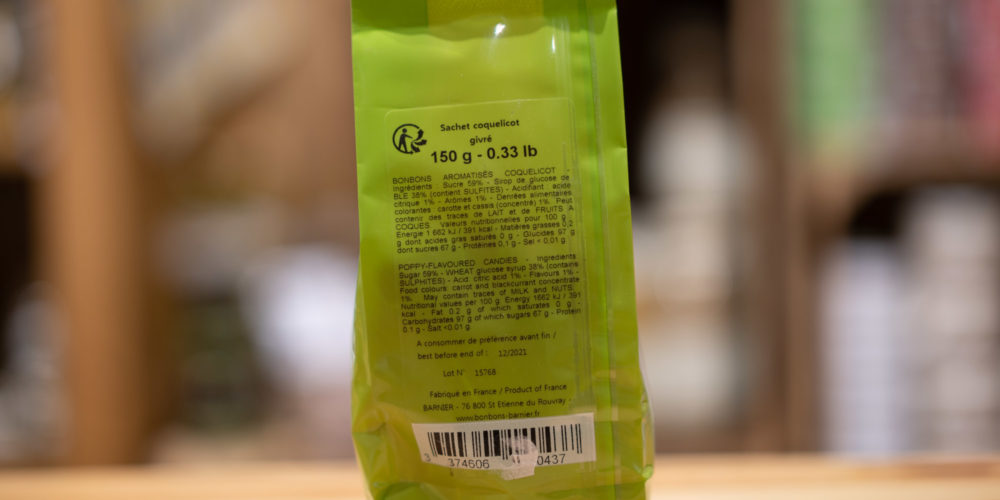 Sachet coquelicot
givré
150 g - 0.33 lb
BONBONS AROMATISÉS COQUELICOT -
Ingrédients : Sucre 59% - Sirop de glucose de
BLE 38% (contient SULFITES) - Acidifiant : acide
citrique 1% - Arômes 1% - Denrées alimentaires
colorantes : carotte et cassis (concentré) 1%. Peut
contenir des traces de LAIT et de FRUITS A
COQUES. Valeurs nutritionnelles pour 100 g :
Energie 1 662 kJ / 391 kcal - Matières grasses 0,2
g dont acides gras saturés 0 g - Glucides 97 g
dont sucres 67 g - Protéines 0,1 g - Sel < 0,01 g
POPPY-FLAVOURED CANDIES - Ingredients :
Sugar 59% - WHEAT glucose syrup 38% (contains
SULPHITES) - Acid: citric acid 1% - Flavours 1% -
Food colours: carrot and blackcurrant concentrate
1%. May contain traces of MILK and NUTS.
Nutritional values per 100 g: Energy 1662 kJ / 391
kcal - Fat 0.2 g of which saturates 0 g -
Carbohydrates 97 g of which sugars 67 g - Protein
0.1 g - Salt <0.01 g
A consommer de préférence avant fin /
best before end of : 12/2021
Lot N° 15768
Fabriqué en France / Product of France
BARNIER - 76 800 St Etienne du Rouvray -
www.bonbons-barnier.fr
3 374606 0437